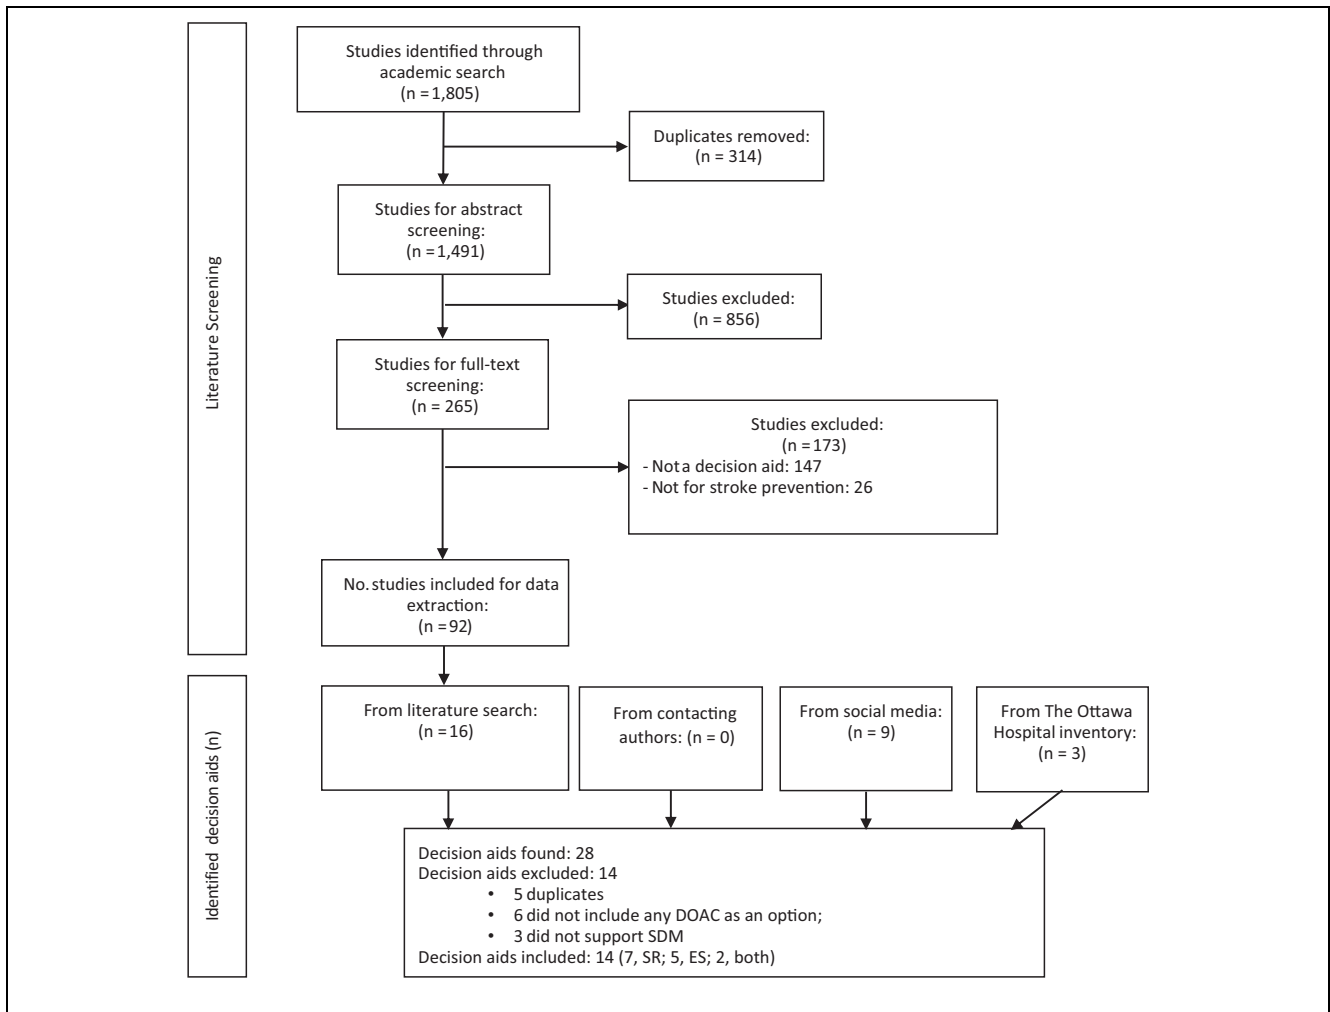 Literature Screening
Studies identified through
academic search
(n = 1,805)
Duplicates removed:
(n = 314)
Studies for abstract
screening:
(n = 1,491)
Studies excluded:
(n = 856)
Studies for full-text
screening:
(n = 265)
Studies excluded:
(n = 173)
- Not a decision aid: 147
- Not for stroke prevention: 26
No. studies included for data
extraction:
(n = 92)
Identified decision aids (n)
From literature search:
(n = 16)
From contacting
authors: (n = 0)
From social media:
(n = 9)
From The Ottawa
Hospital inventory:
(n = 3)
Decision aids found: 28
Decision aids excluded: 14
• 5 duplicates
• 6 did not include any DOAC as an option;
• 3 did not support SDM
Decision aids included: 14 (7, SR; 5, ES; 2, both)